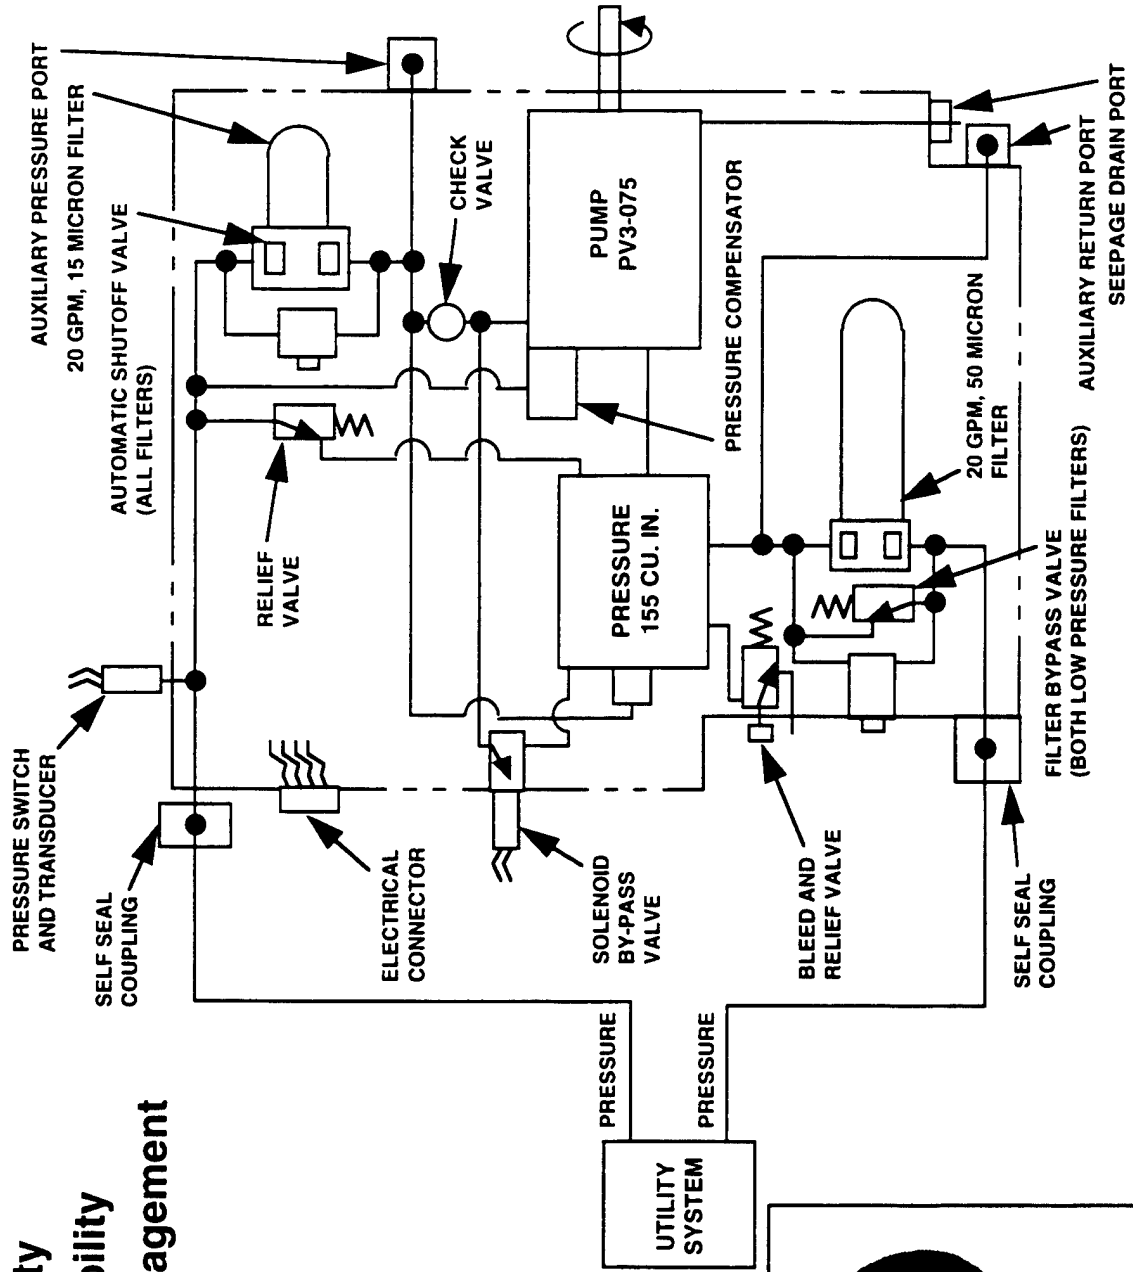 ty
bility
agement
PRESSURE SWITCH
AND TRANSDUCER
SELF SEAL
COUPLING
AUXILIARY PRESSURE PORT
20 GPM, 15 MICRON FILTER
AUTOMATIC SHUTOFF VALVE
(ALL FILTERS)
RELIEF
VALVE
ELECTRICAL
CONNECTOR
CHECK
VALVE
SOLENOID
BY-PASS
VALVE
PUMP
PV3-075
PRESSURE
155 CU. IN.
PRESSURE COMPENSATOR
PRESSURE
PRESSURE
UTILITY
SYSTEM
BLEED AND
RELIEF VALVE
20 GPM, 50 MICRON
FILTER
SELF SEAL
COUPLING
FILTER BYPASS VALVE
(BOTH LOW PRESSURE FILTERS)
AUXILIARY RETURN PORT
SEEPAGE DRAIN PORT